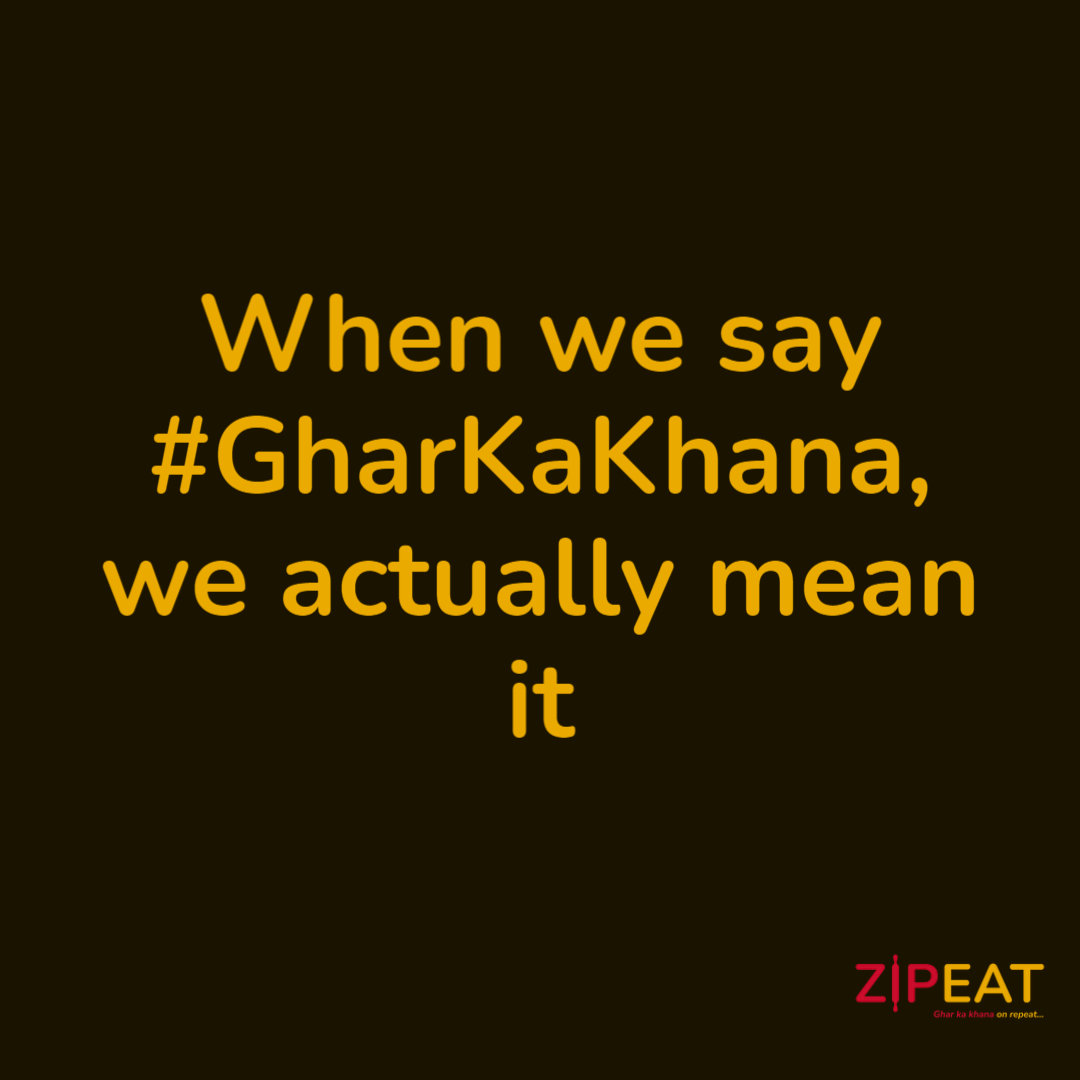 When we say
#GharKaKhana,
we actually mean
it
ZIPEAT
Ghar ka khana on repeat...